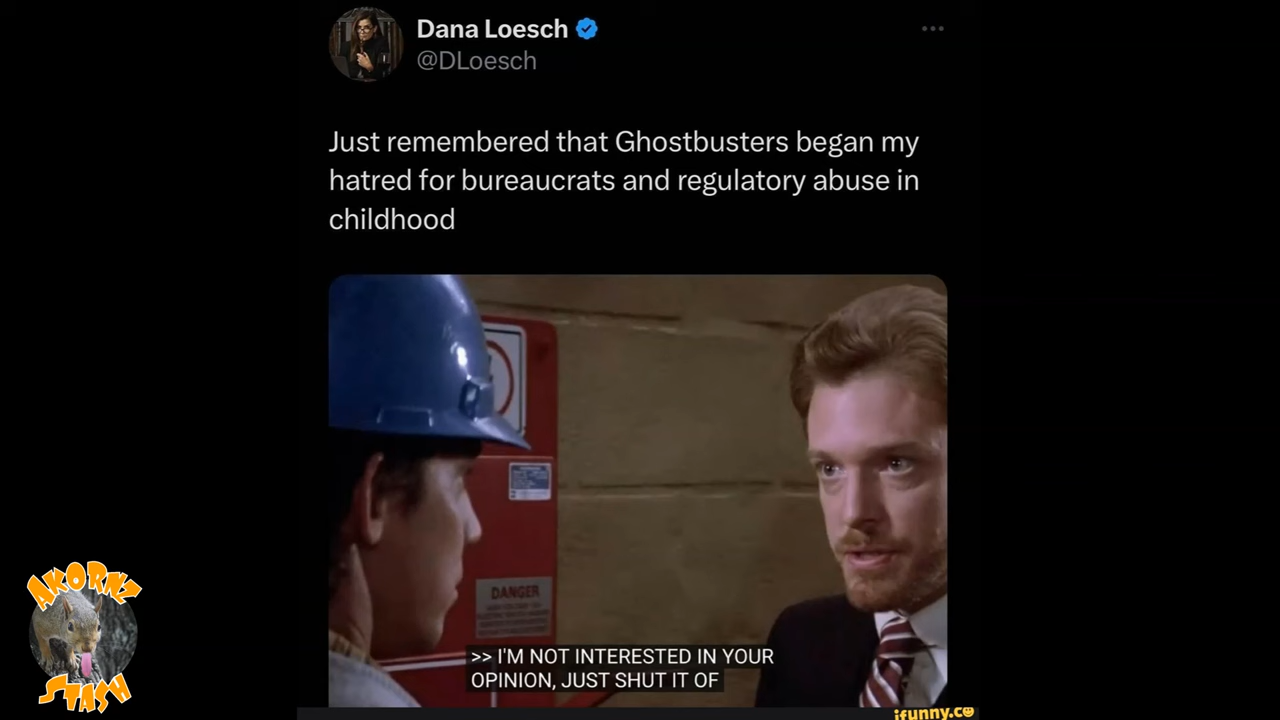 Dana Loesch
@DLoesch
Just remembered that Ghostbusters began my
hatred for bureaucrats and regulatory abuse in
childhood
DANGER
>> I'M NOT INTERESTED IN YOUR
OPINION, JUST SHUT IT OF
AKORNZ
STASH
ifunny.co